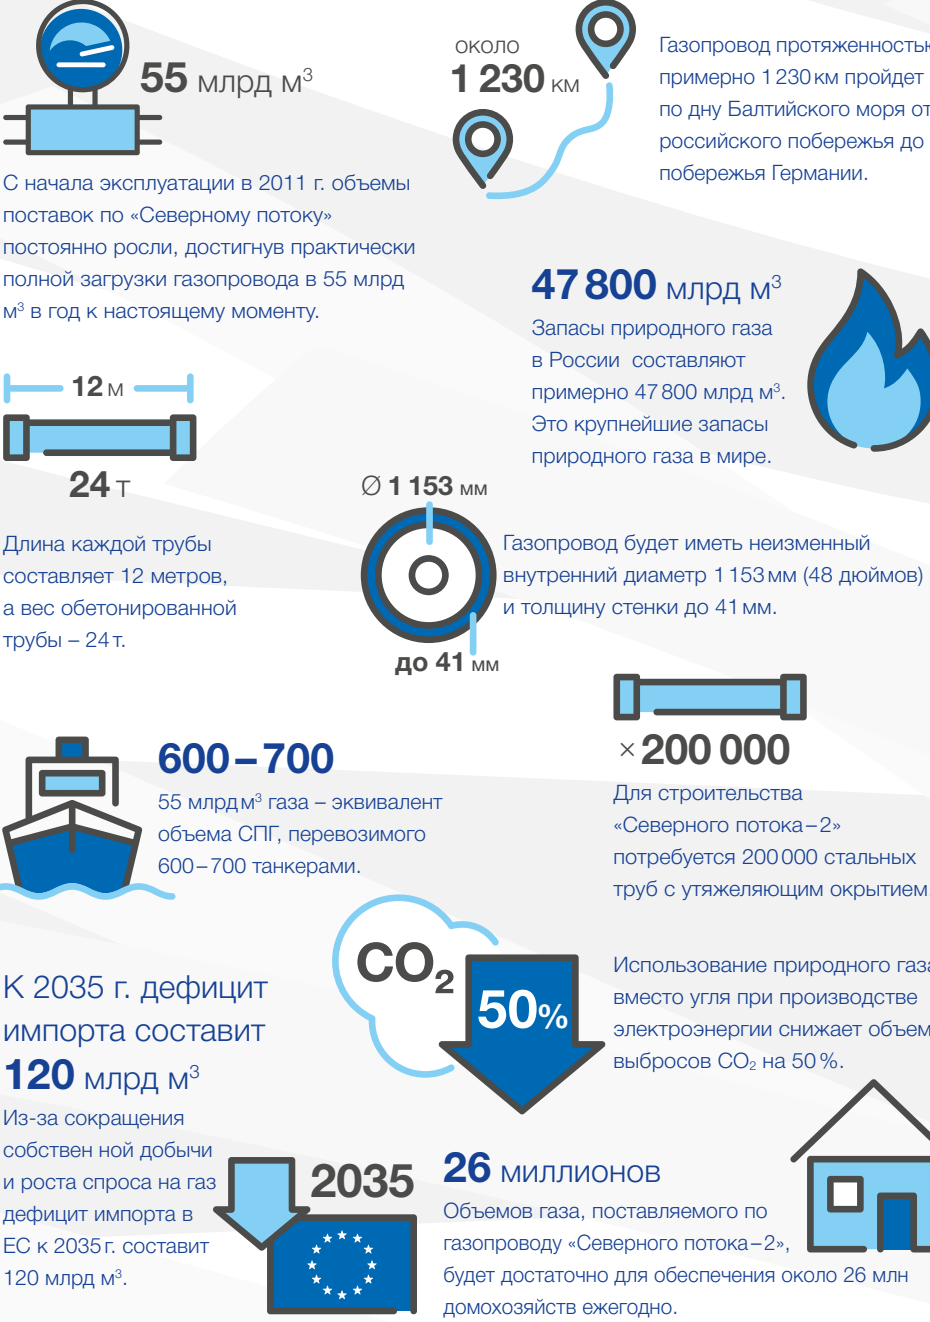 55 млрд м³
С начала эксплуатации в 2011 г. объемы
поставок по «Северному потоку»
постоянно росли, достигнув практически
полной загрузки газопровода в 55 млрд
м³ в год к настоящему моменту.
ОКОЛО
1 230 км
Газопровод протяженностью
примерно 1 230 км пройдет
по дну Балтийского моря от
российского побережья до
побережья Германии.
47 800 млрд м³
Запасы природного газа
в России составляют
примерно 47 800 млрд м³.
Это крупнейшие запасы
природного газа в мире.
12 м
24 т
Длина каждой трубы
составляет 12 метров,
а вес обетонированной
трубы – 24 т.
Ø 1 153 мм
до 41 мм
Газопровод будет иметь неизменный
внутренний диаметр 1 153 мм (48 дюймов)
и толщину стенки до 41 мм.
× 200 000
Для строительства
«Северного потока – 2»
потребуется 200 000 стальных
труб с утяжеляющим окрытием
600 – 700
55 млрд м³ газа – эквивалент
объема СПГ, перевозимого
600 – 700 танкерами.
CO₂
50%
Использование природного газа
вместо угля при производстве
электроэнергии снижает объем
выбросов CO₂ на 50 %.
К 2035 г. дефицит
импорта составит
120 млрд м³
Из-за сокращения
собствен ной добычи
и роста спроса на газ
дефицит импорта в
ЕС к 2035 г. составит
120 млрд м³.
2035
26 миллионов
Объемов газа, поставляемого по
газопроводу «Северного потока – 2»,
будет достаточно для обеспечения около 26 млн
домохозяйств ежегодно.